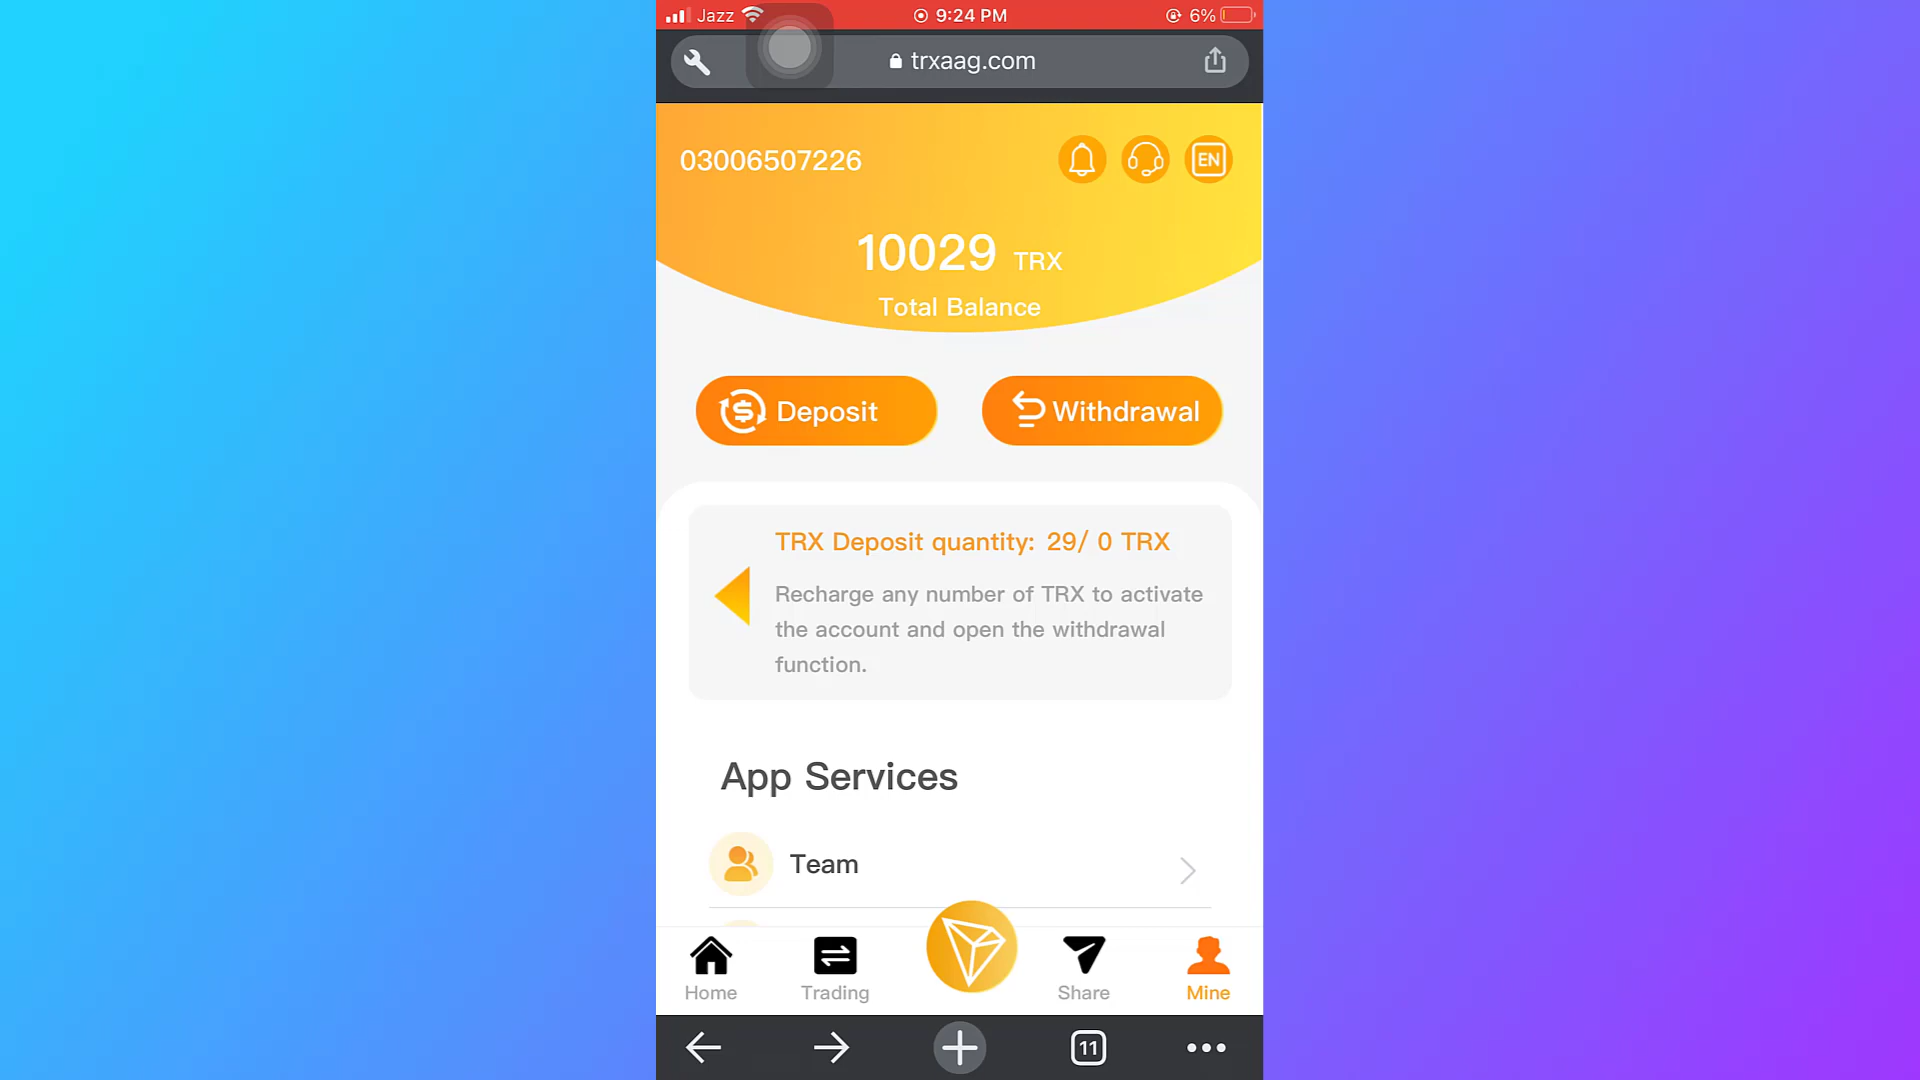 Jazz 9:24 PM 6%
trxaag.com
03006507226 EN
10029 TRX
Total Balance
Deposit Withdrawal
TRX Deposit quantity: 29/ 0 TRX
Recharge any number of TRX to activate
the account and open the withdrawal
function.
App Services
Team
Home Trading Share Mine
11